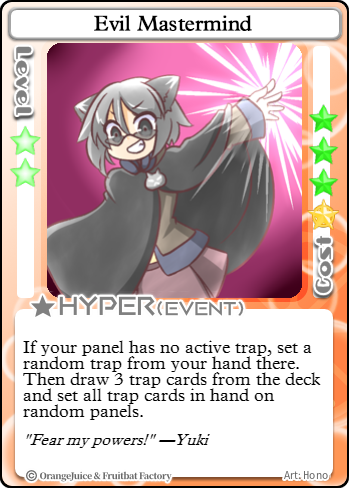 Evil Mastermind
Level
Cost
HYPER(EVENT)
If your panel has no active trap, set a
random trap from your hand there.
Then draw 3 trap cards from the deck
and set all trap cards in hand on
random panels.
"Fear my powers!" —Yuki
© OrangeJuice & Fruitbat Factory
Art: Hono